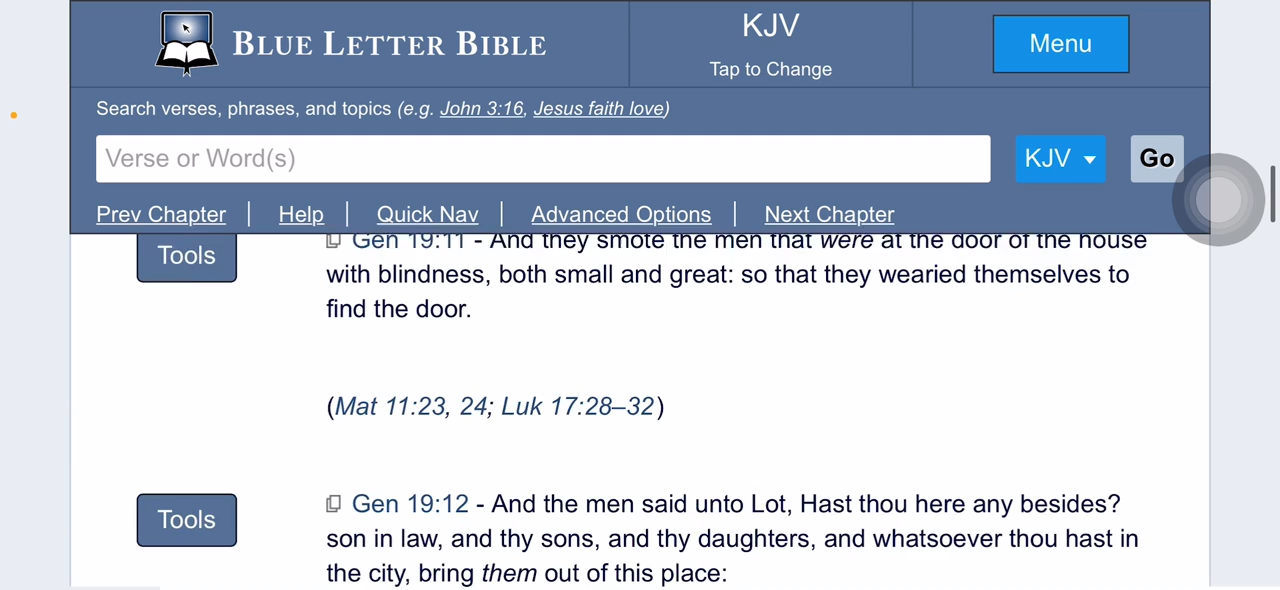 BLUE LETTER BIBLE
KJV
Tap to Change
Menu
Search verses, phrases, and topics (e.g. John 3:16, Jesus faith love)
Verse or Word(s)
KJV
Go
Prev Chapter
Help
Quick Nav
Advanced Options
Next Chapter
Tools
Gen 19:11 - And they smote the men that were at the door of the house
with blindness, both small and great: so that they wearied themselves to
find the door.
(Mat 11:23, 24; Luk 17:28–32)
Tools
Gen 19:12 - And the men said unto Lot, Hast thou here any besides?
son in law, and thy sons, and thy daughters, and whatsoever thou hast in
the city, bring them out of this place: